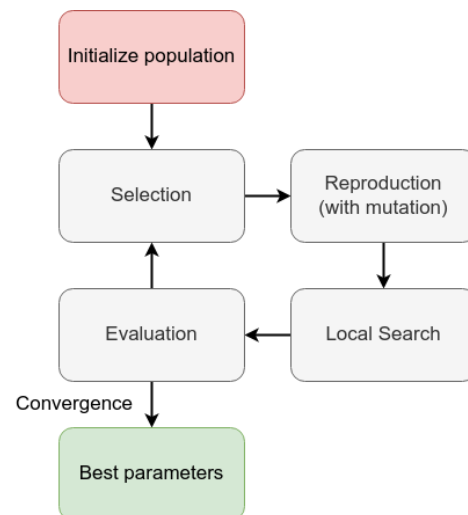 Initialize population
Selection
Reproduction
(with mutation)
Evaluation
Local Search
Convergence
Best parameters